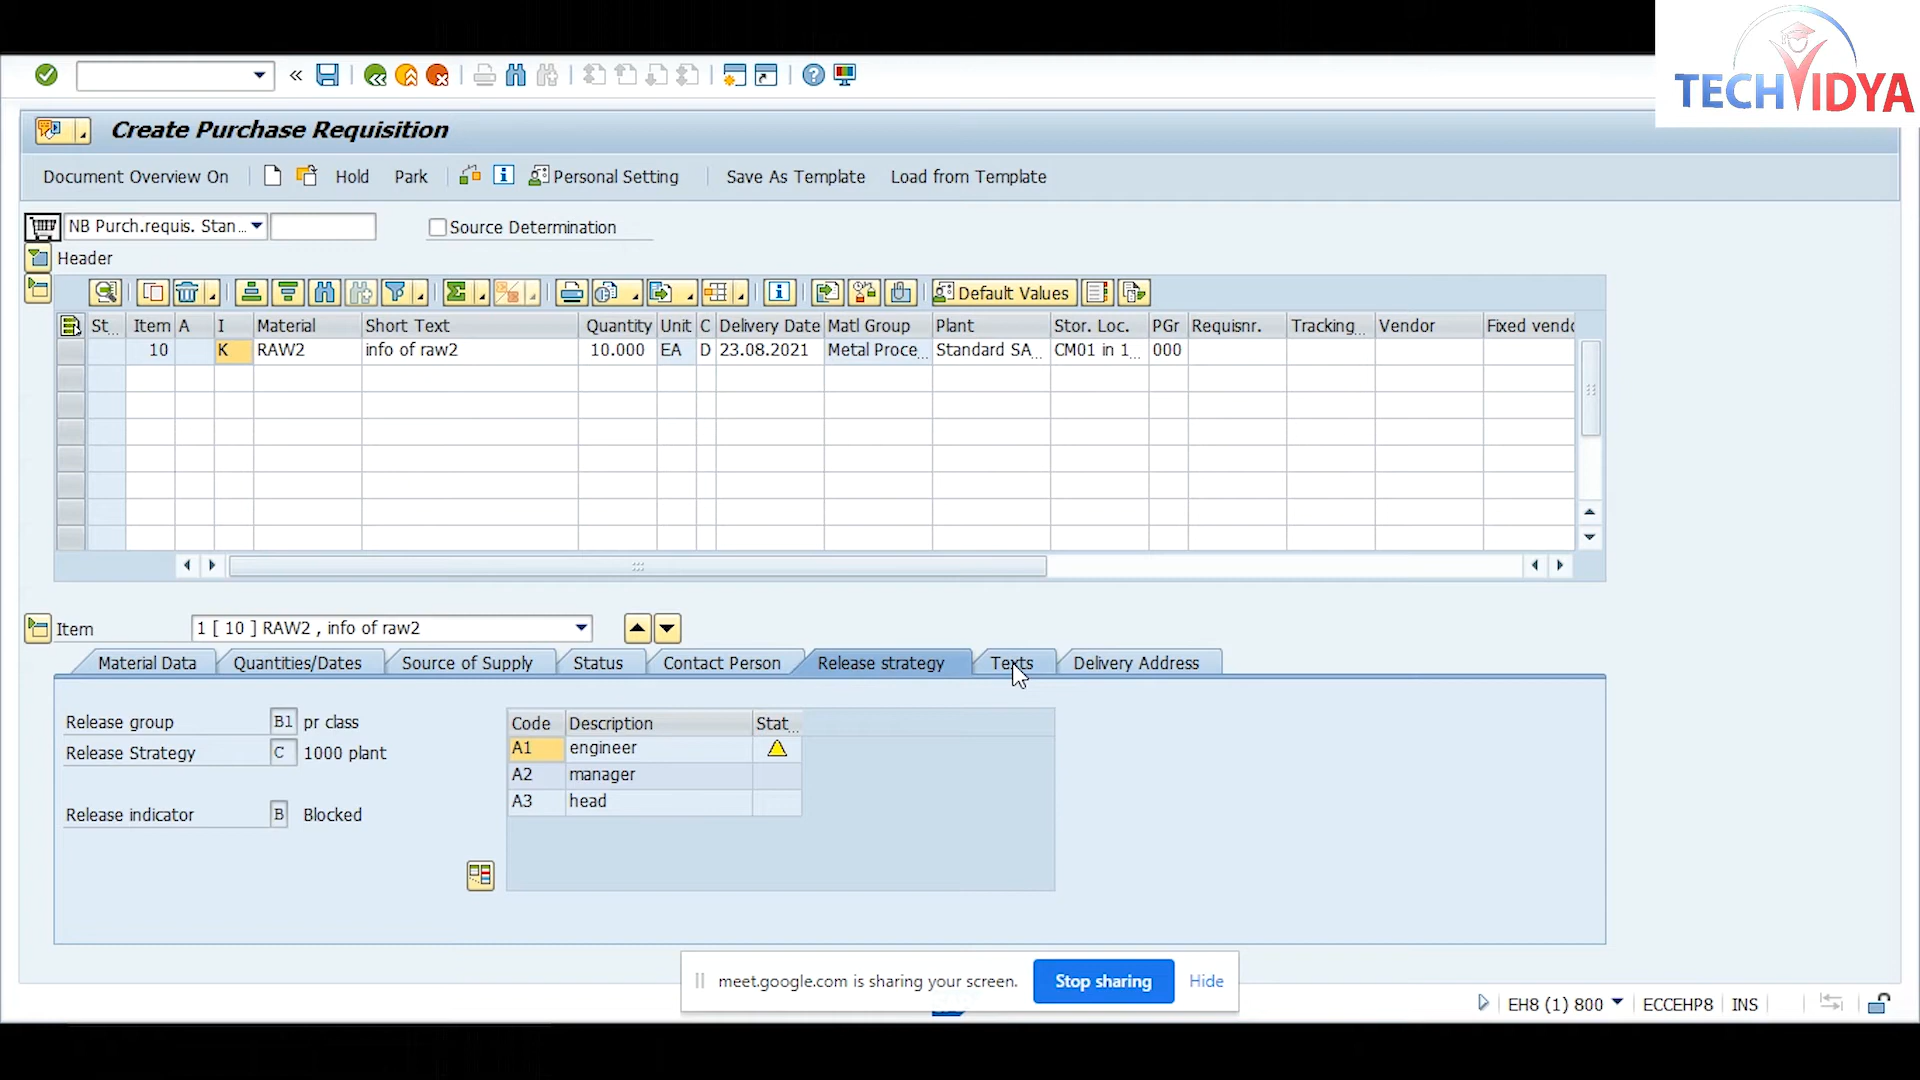 TECHVIDYA
Create Purchase Requisition
Document Overview On Hold Park Personal Setting Save As Template Load from Template
NB Purch.requis. Stan... Source Determination
Header
Default Values
St... Item A I Material Short Text Quantity Unit C Delivery Date Matl Group Plant Stor. Loc. PGr Requisnr. Tracking... Vendor Fixed vendo
10 K RAW2 info of raw2 10.000 EA D 23.08.2021 Metal Proce... Standard SA... CM01 in 1... 000
Item 1 [ 10 ] RAW2 , info of raw2
Material Data Quantities/Dates Source of Supply Status Contact Person Release strategy Texts Delivery Address
Release group B1 pr class
Release Strategy C 1000 plant
Release indicator B Blocked
Code Description Stat...
A1 engineer
A2 manager
A3 head
meet.google.com is sharing your screen. Stop sharing Hide
EH8 (1) 800 ECCEHP8 INS